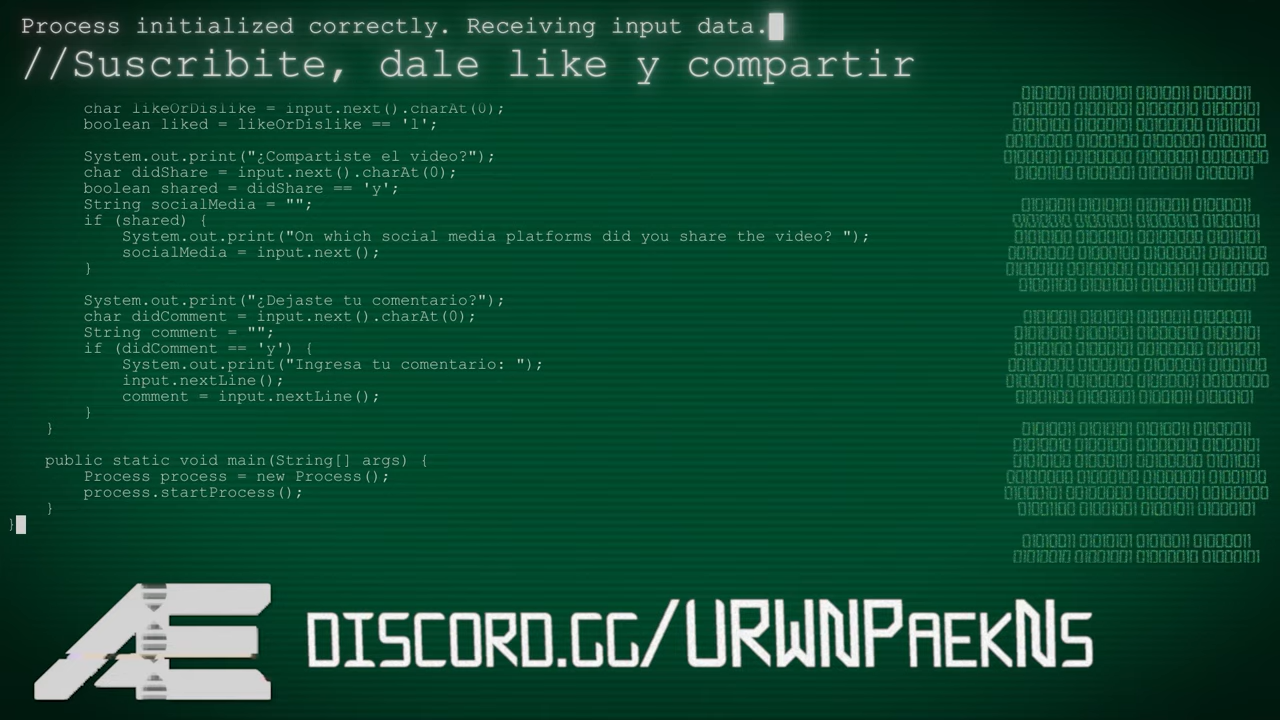 Process initialized correctly. Receiving input data.
//Suscribite, dale like y compartir
char likeOrDislike = input.next().charAt(0);
boolean liked = likeOrDislike == 'l';
System.out.print("¿Compartiste el video?");
char didShare = input.next().charAt(0);
boolean shared = didShare == 'y';
String socialMedia = "";
if (shared) {
System.out.print("On which social media platforms did you share the video? ");
socialMedia = input.next();
}
System.out.print("¿Dejaste tu comentario?");
char didComment = input.next().charAt(0);
String comment = "";
if (didComment == 'y') {
System.out.print("Ingresa tu comentario: ");
input.nextLine();
comment = input.nextLine();
}
}
public static void main(String[] args) {
Process process = new Process();
process.startProcess();
}
}
AE
DISCORD.GG/URWNPAEKNS